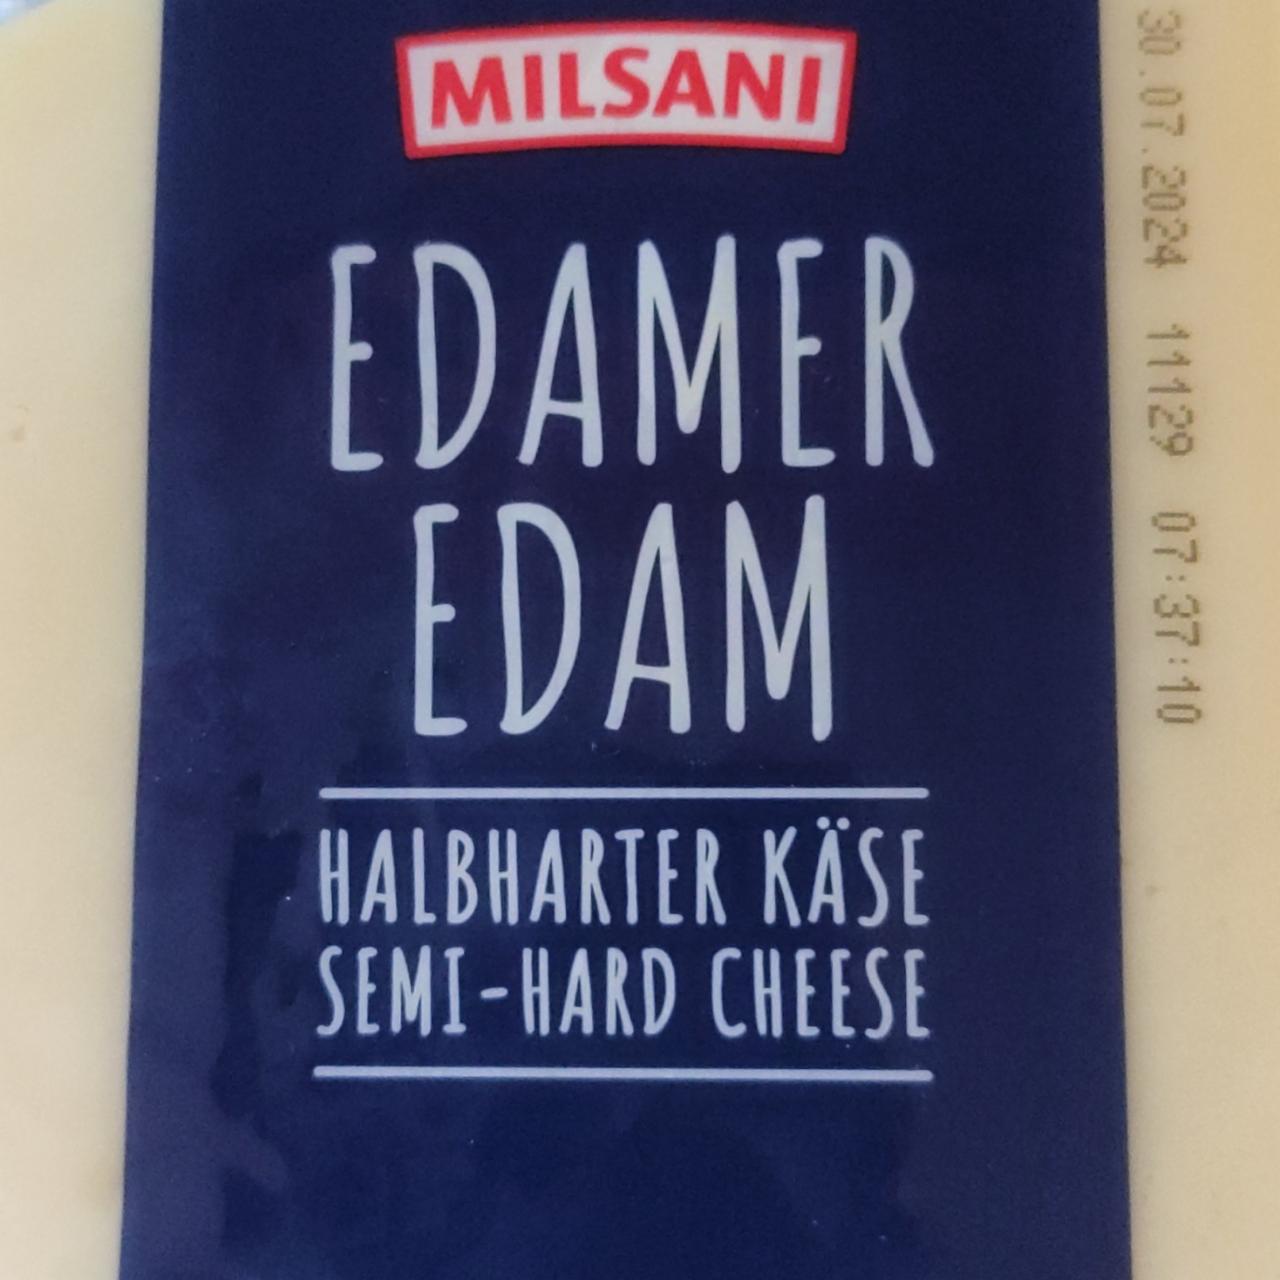 MILSANI
EDAMER
EDAM
HALBHARTER KÄSE
SEMI-HARD CHEESE
30.07.2024 11129 07:37:10